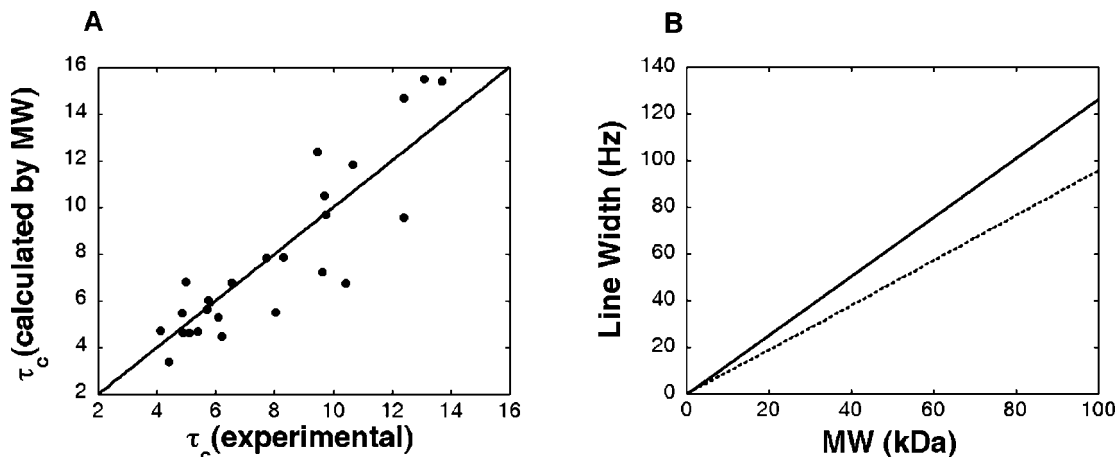 A
τc(calculated by MW)
16
14
12
10
8
6
4
2
2 4 6 8 10 12 14 16
τc(experimental)
B
Line Width (Hz)
140
120
100
80
60
40
20
0
0 20 40 60 80 100
MW (kDa)